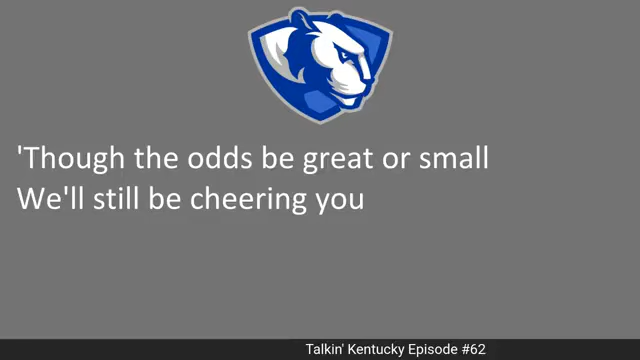 'Though the odds be great or small
We'll still be cheering you
Talkin' Kentucky Episode #62